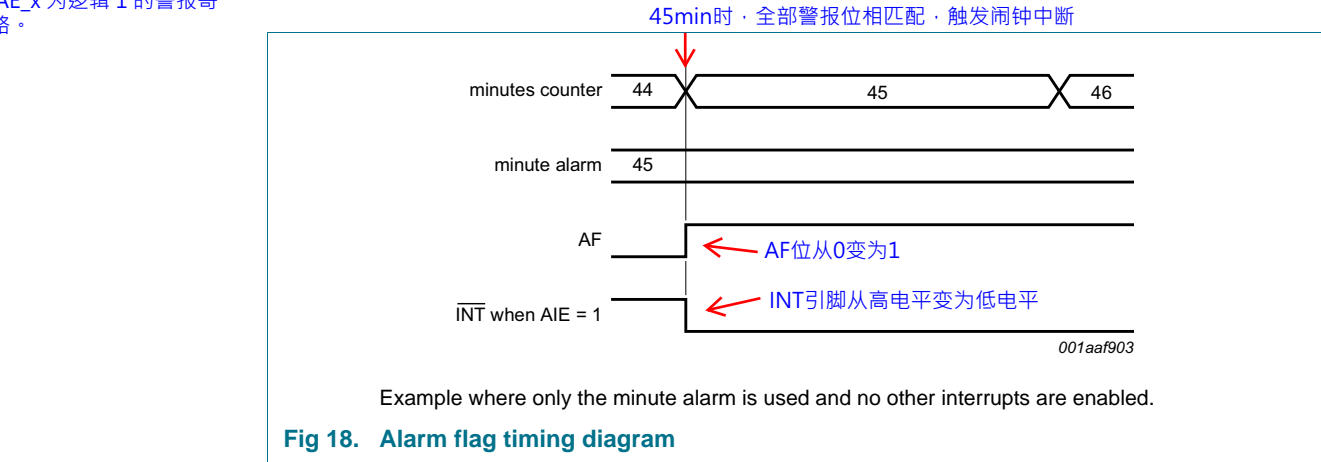 AE_x 为逻辑 1 的警报寄
略。
45min时，全部警报位相匹配，触发闹钟中断
minutes counter 44 45 46
minute alarm 45
AF
AF位从0变为1
INT引脚从高电平变为低电平
INT when AIE = 1
001aaf903
Example where only the minute alarm is used and no other interrupts are enabled.
Fig 18. Alarm flag timing diagram